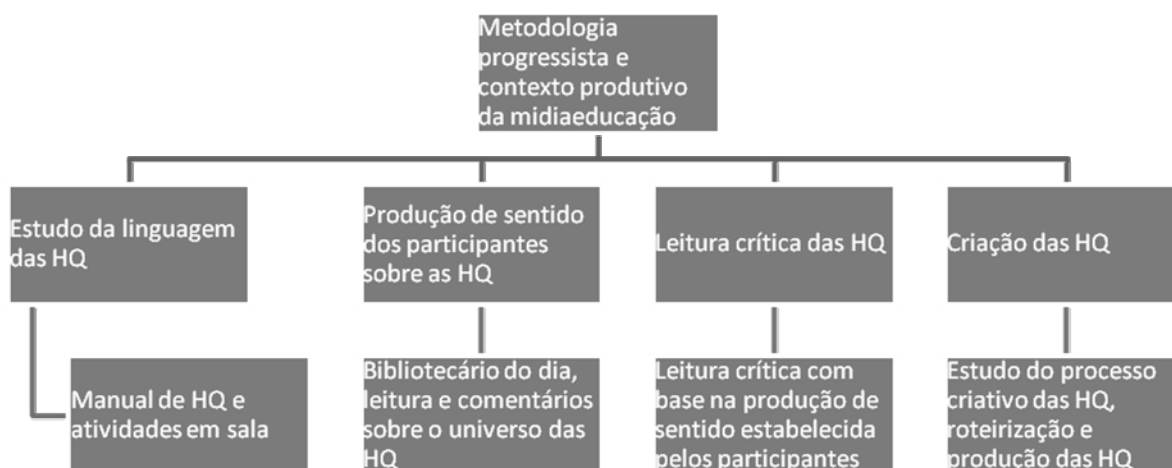 Metodologia
progressista e
contexto produtivo
da midiaeducação
Estudo da linguagem
das HQ
Produção de sentido
dos participantes
sobre as HQ
Leitura crítica das HQ
Criação das HQ
Manual de HQ e
atividades em sala
Bibliotecário do dia,
leitura e comentários
sobre o universo das
HQ
Leitura crítica com
base na produção de
sentido estabelecida
pelos participantes
Estudo do processo
criativo das HQ,
roteirização e
produção das HQ